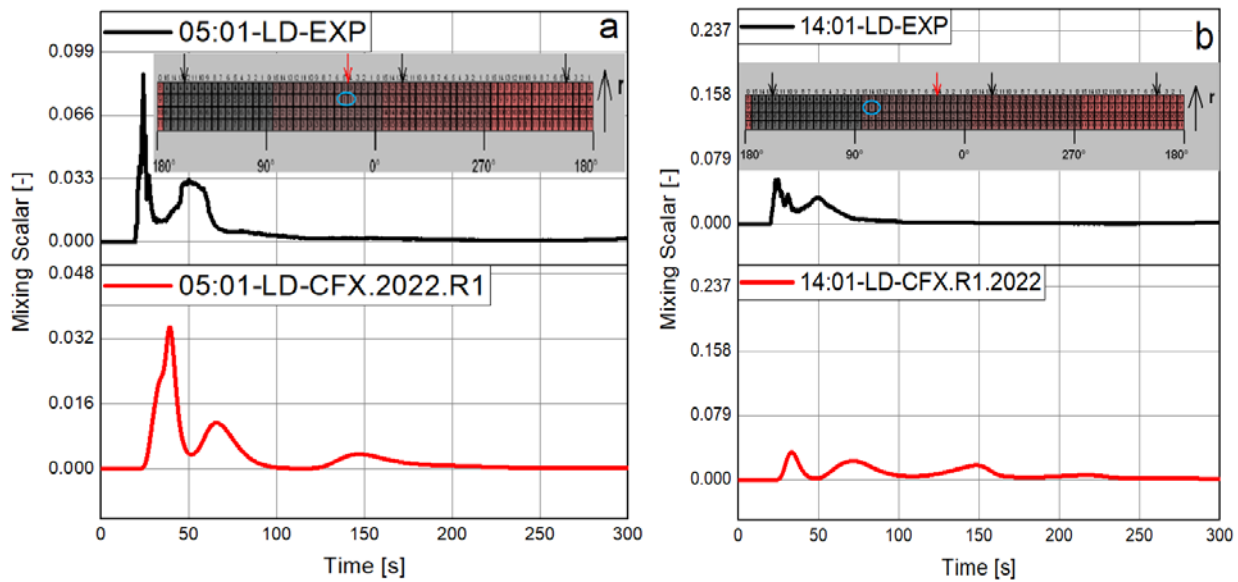 a
05:01-LD-EXP
0.099
0.066
0.033
0.000
r
180°
90°
0°
270°
180°
Mixing Scalar [-]
05:01-LD-CFX.2022.R1
0.048
0.032
0.016
0.000
Mixing Scalar [-]
0 50 100 150 200 250 300
Time [s]
b
14:01-LD-EXP
0.237
0.158
0.079
0.000
r
180°
90°
0°
270°
180°
Mixing Scalar [-]
14:01-LD-CFX.R1.2022
0.237
0.158
0.079
0.000
Mixing Scalar [-]
0 50 100 150 200 250 300
Time [s]